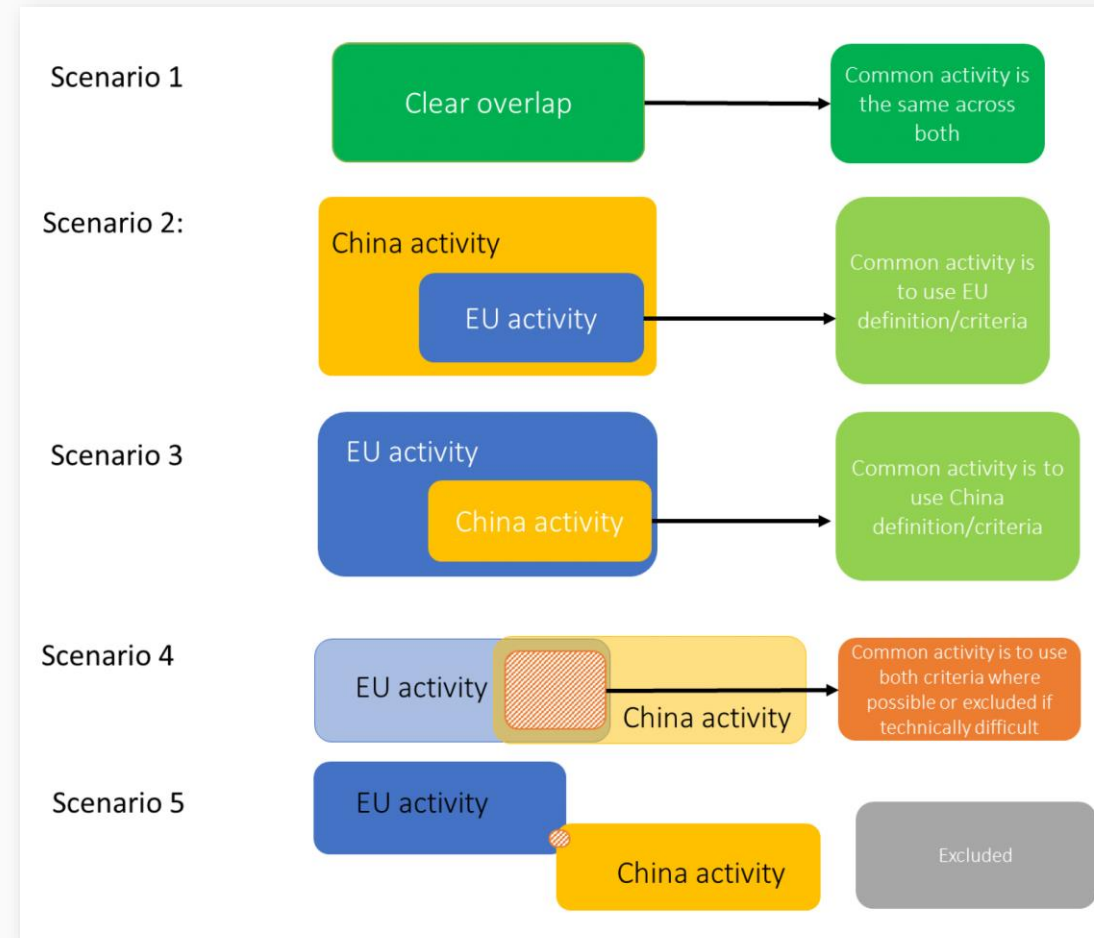 Scenario 1
Clear overlap
Common activity is
the same across
both
Scenario 2:
China activity
EU activity
Common activity is
to use EU
definition/criteria
Scenario 3
EU activity
China activity
Common activity is to
use China
definition/criteria
Scenario 4
EU activity
China activity
Common activity is to use
both criteria where
possible or excluded if
technically difficult
Scenario 5
EU activity
China activity
Excluded